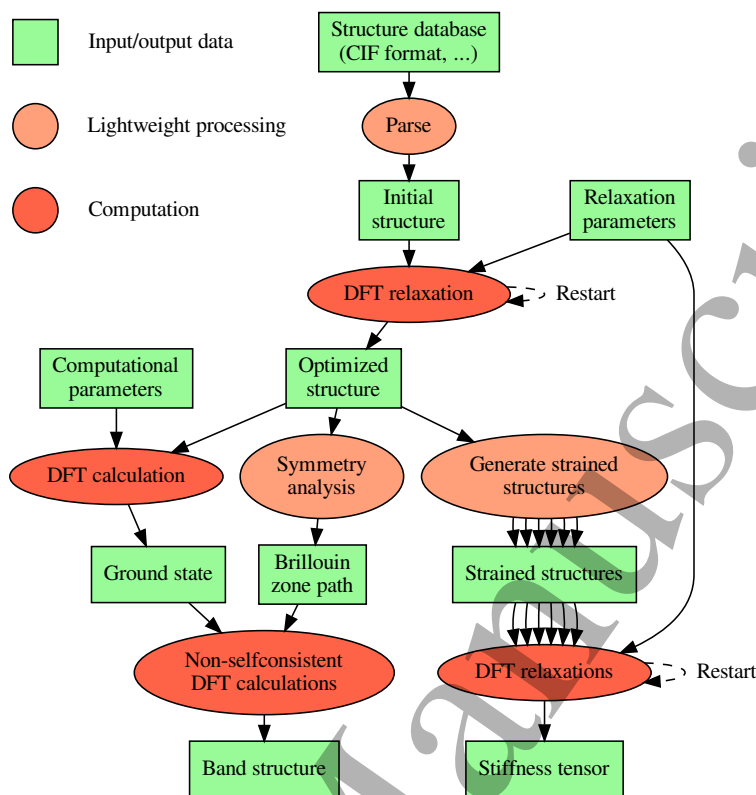 Input/output data
Lightweight processing
Computation
Structure database
(CIF format, ...)
Parse
Initial
structure
Relaxation
parameters
DFT relaxation
Restart
Computational
parameters
Optimized
structure
DFT calculation
Symmetry
analysis
Generate strained
structures
Ground state
Brillouin
zone path
Strained structures
Non-selfconsistent
DFT calculations
DFT relaxations
Restart
Band structure
Stiffness tensor
Manusci